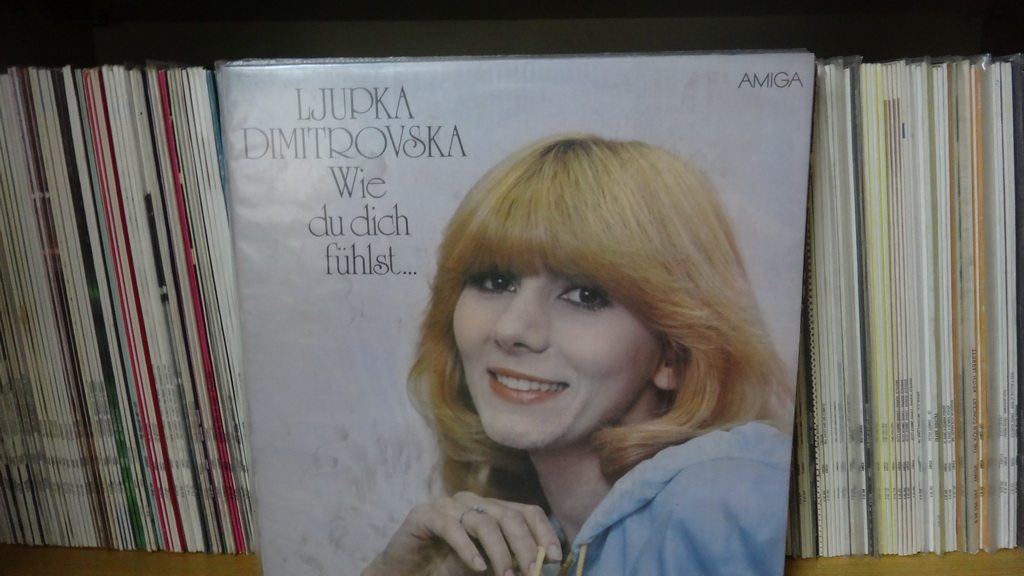 LJUPKA
DIMITROVSKA
Wie
du dich
fühlst...
AMIGA